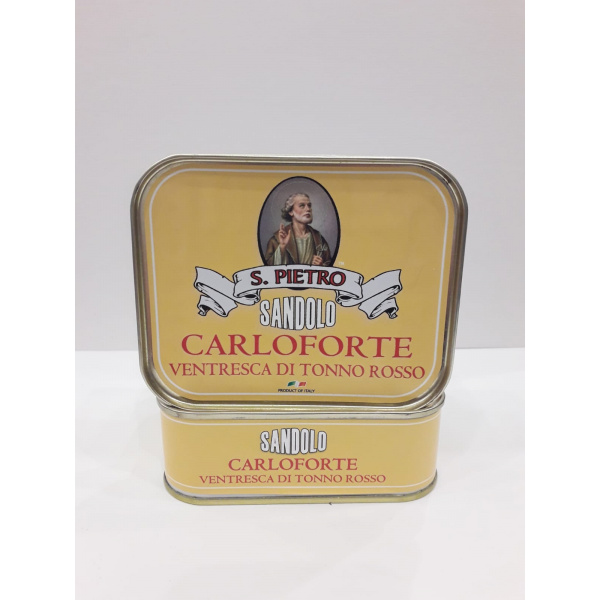 S. PIETRO
SANDOLO
CARLOFORTE
VENTRESCA DI TONNO ROSSO
PRODUCT OF ITALY
SANDOLO
CARLOFORTE
VENTRESCA DI TONNO ROSSO